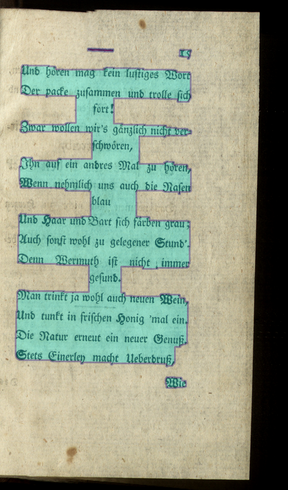 Und hören mag kein lustiges Wort
Der packe zusammen und trolle sich
fort!
Zwar wollen wir's gänzlich nicht ver-
schwören,
Ihn auf ein andres Mal zu hören,
Wenn nehmlich uns auch die Nasen
blau
Und Haar und Bart sich färben grau;
Auch sonst wohl zu gelegener Stund'.
Denn Wermuth ist nicht immer
gesund.
Man trinkt ja wohl auch neuen Wein,
Und tunkt in frischen Honig 'mal ein.
Die Natur erneut ein neuer Genuß,
Stets Einerley macht Ueberdruß.